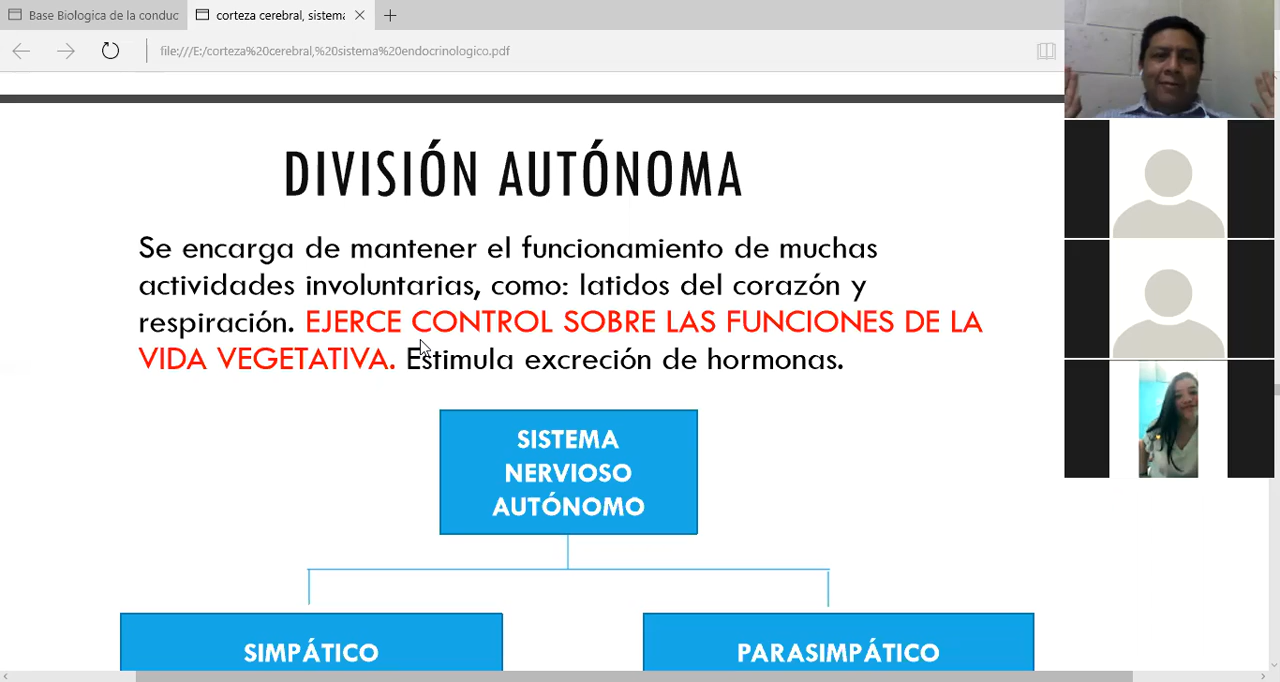 Base Biologica de la conduc
corteza cerebral, sistema
file:///E:/corteza%20cerebral,%20sistema%20endocrinologico.pdf
DIVISIÓN AUTÓNOMA
Se encarga de mantener el funcionamiento de muchas
actividades involuntarias, como: latidos del corazón y
respiración. EJERCE CONTROL SOBRE LAS FUNCIONES DE LA
VIDA VEGETATIVA. Estimula excreción de hormonas.
SISTEMA
NERVIOSO
AUTÓNOMO
SIMPÁTICO
PARASIMPÁTICO